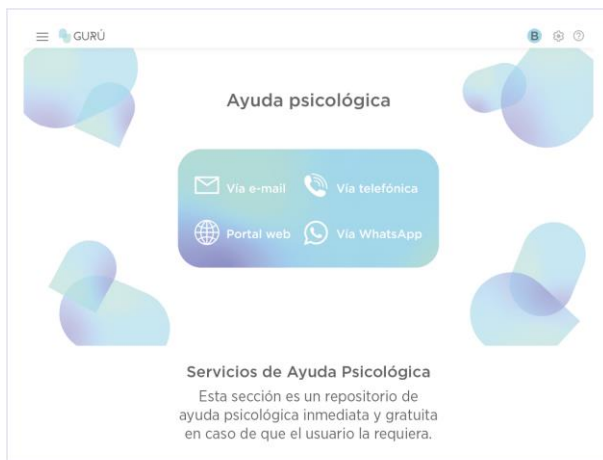 GURÚ
B
?
Ayuda psicológica
Vía e-mail
Vía telefónica
Portal web
Vía WhatsApp
Servicios de Ayuda Psicológica
Esta sección es un repositorio de
ayuda psicológica inmediata y gratuita
en caso de que el usuario la requiera.